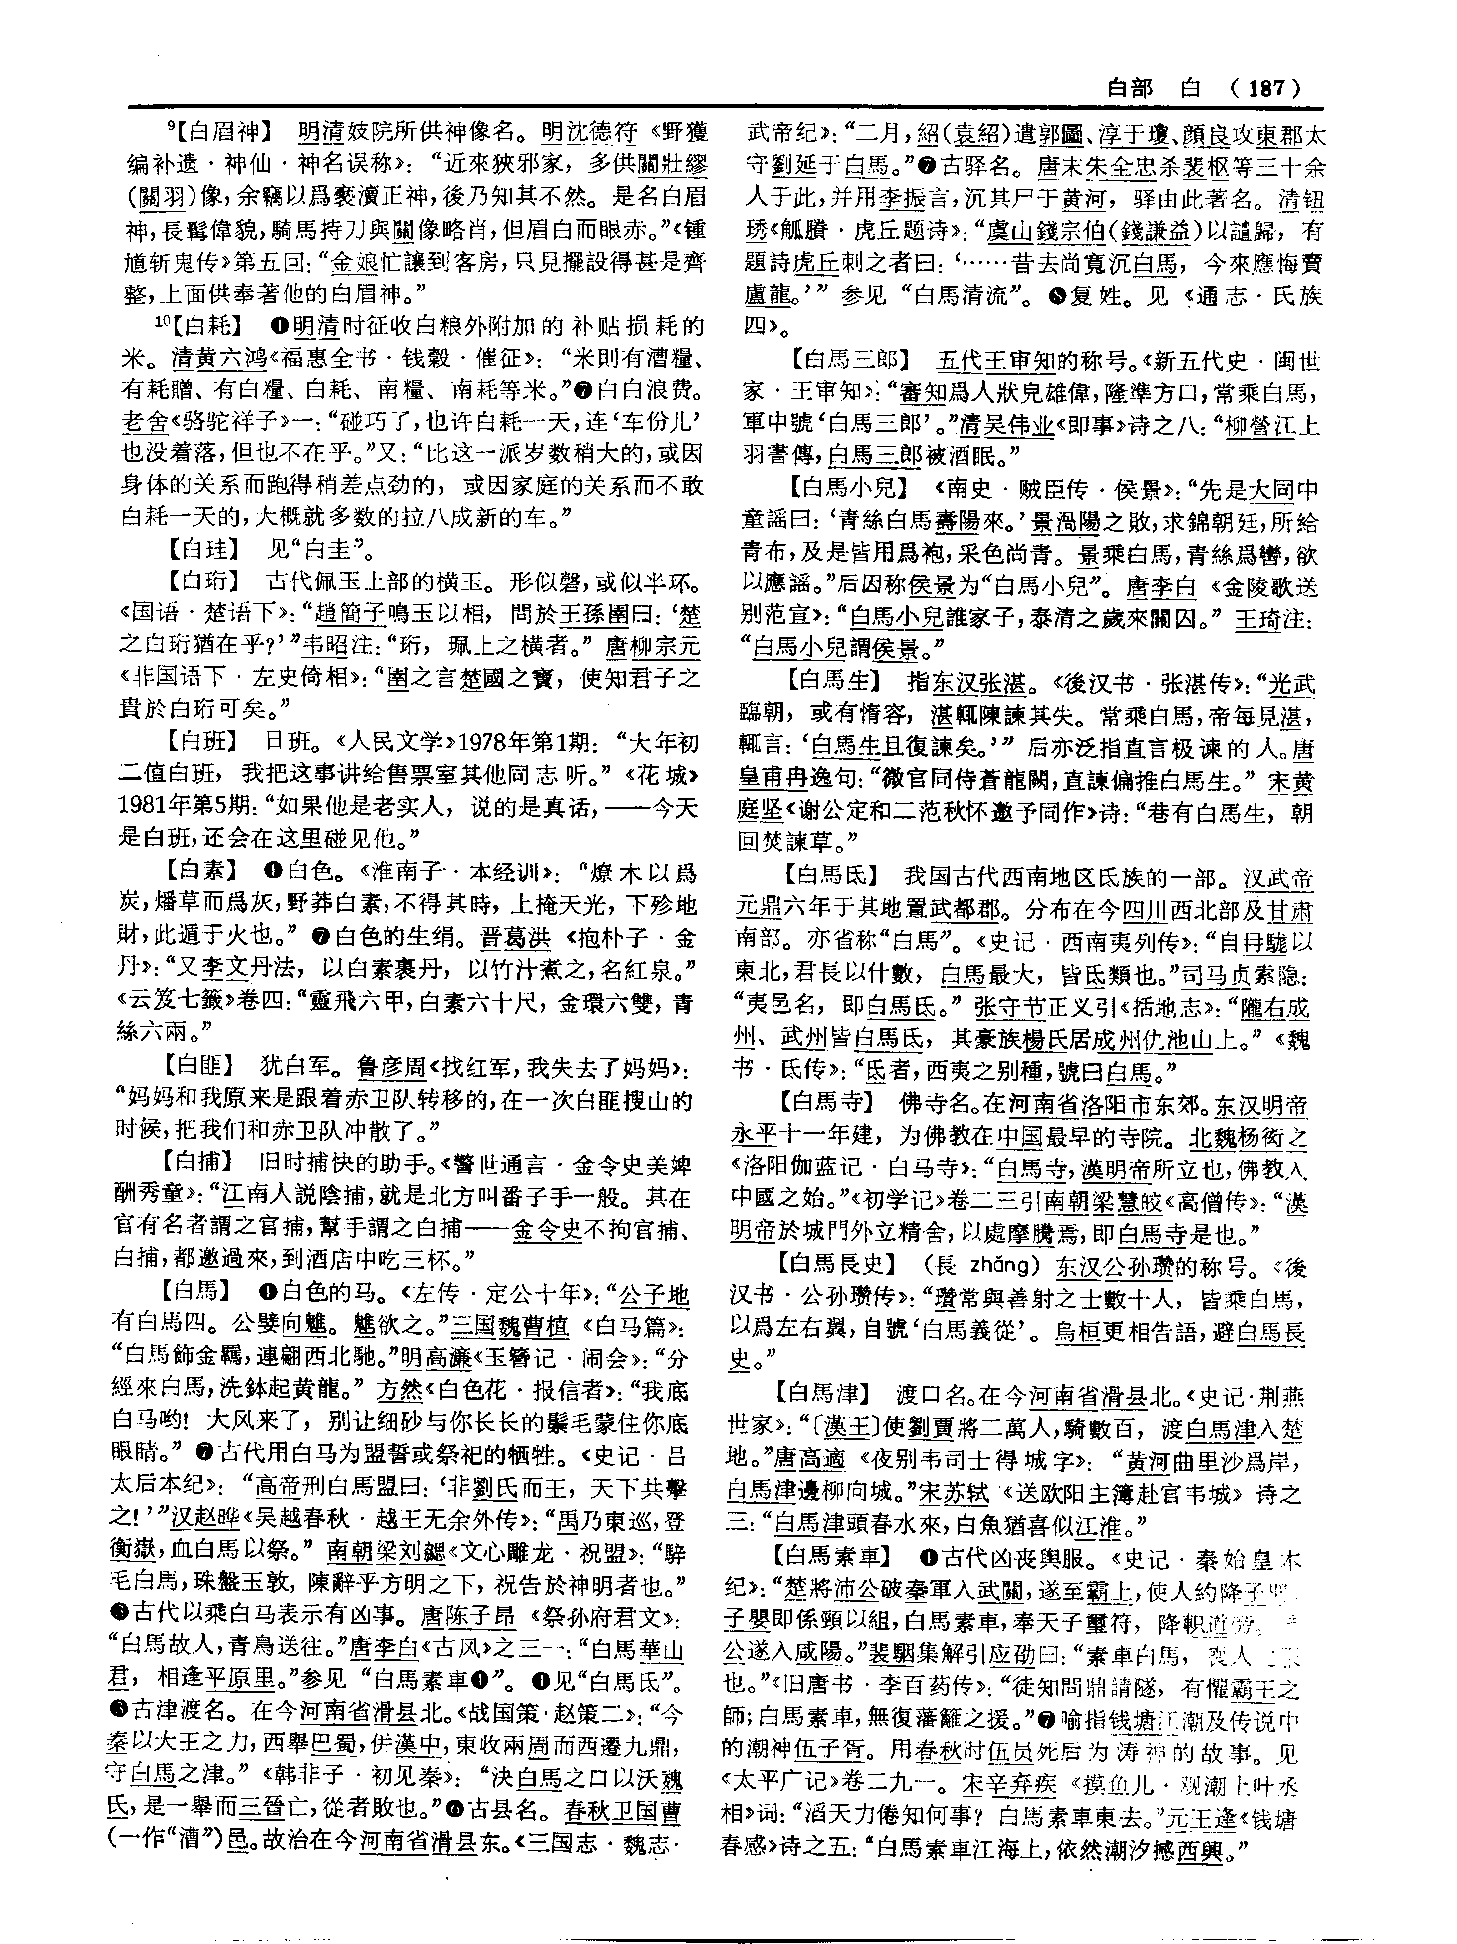 白部 白 (187)
⁹【白眉神】 明清妓院所供神像名。明沈德符《野獲
编补遗·神仙·神名误称》：“近來狹邪家，多供關壯繆
(關羽)像，余竊以爲褻瀆正神，後乃知其不然。是名白眉
神，長髯偉貌，騎馬持刀與關像略肖，但眉白而眼赤。”《锺
馗斩鬼传》第五回：“金娘忙讓到客房，只見擺設得甚是齊
整，上面供奉著他的白眉神。”
¹⁰【白耗】 ❶明清时征收白粮外附加的补贴损耗的
米。清黄六鸿《福惠全书·钱穀·催征》：“米則有漕糧、
有耗贈、有白糧、白耗、南糧、南耗等米。”❷白白浪费。
老舍《骆驼祥子》一：“碰巧了，也许白耗一天，连‘车份儿’
也没着落，但也不在乎。”又：“比这一派岁数稍大的，或因
身体的关系而跑得稍差点劲的，或因家庭的关系而不敢
白耗一天的，大概就多数的拉八成新的车。”
【白珪】 见“白圭”。
【白珩】 古代佩玉上部的横玉。形似磬，或似半环。
《国语·楚语下》：“趙簡子鳴玉以相，問於王孫圉曰：‘楚
之白珩猶在乎？’”韦昭注：“珩，珮上之横者。”唐柳宗元
《非国语下·左史倚相》：“圉之言楚國之寶，使知君子之
貴於白珩可矣。”
【白班】 日班。《人民文学》1978年第1期：“大年初
二值白班，我把这事讲给售票室其他同志听。”《花城》
1981年第5期：“如果他是老实人，说的是真话，——今天
是白班，还会在这里碰见他。”
【白素】 ❶白色。《淮南子·本经训》：“燎木以爲
炭，燔草而爲灰，野莽白素，不得其時，上掩天光，下殄地
財，此遁于火也。”❷白色的生绢。晋葛洪《抱朴子·金
丹》：“又李文丹法，以白素裹丹，以竹汁煮之，名紅泉。”
《云笈七籤》卷四：“靈飛六甲，白素六十尺，金環六雙，青
絲六兩。”
【白匪】 犹白军。鲁彦周《找红军，我失去了妈妈》：
“妈妈和我原来是跟着赤卫队转移的，在一次白匪搜山的
时候，把我们和赤卫队冲散了。”
【白捕】 旧时捕快的助手。《警世通言·金令史美婢
酬秀童》：“江南人説陰捕，就是北方叫番子手一般。其在
官有名者謂之官捕，幫手謂之白捕——金令史不拘官捕、
白捕，都邀過來，到酒店中吃三杯。”
【白馬】 ❶白色的马。《左传·定公十年》：“公子地
有白馬四。公嬖向魋。魋欲之。”三国魏曹植《白马篇》：
“白馬飾金羈，連翩西北馳。”明高濂《玉簪记·闹会》：“分
經來白馬，洗鉢起黄龍。”方然《白色花·报信者》：“我底
白马哟！大风来了，别让细砂与你长长的鬃毛蒙住你底
眼睛。”❷古代用白马为盟誓或祭祀的牺牲。《史记·吕
太后本纪》：“高帝刑白馬盟曰：‘非劉氏而王，天下共擊
之！’”汉赵晔《吴越春秋·越王无余外传》：“禹乃東巡，登
衡嶽，血白馬以祭。”南朝梁刘勰《文心雕龙·祝盟》：“騂
毛白馬，珠盤玉敦，陳辭乎方明之下，祝告於神明者也。”
❸古代以乘白马表示有凶事。唐陈子昂《祭孙府君文》：
“白馬故人，青鳥送往。”唐李白《古风》之三一：“白馬華山
君，相逢平原里。”参见“白馬素車❶”。❹见“白馬氐”。
❺古津渡名。在今河南省滑县北。《战国策·赵策二》：“今
秦以大王之力，西舉巴蜀，併漢中，東收兩周而西遷九鼎，
守白馬之津。”《韩非子·初见秦》：“決白馬之口以沃魏
氏，是一舉而三晉亡，從者敗也。”❻古县名。春秋卫国曹
(一作“漕”)邑。故治在今河南省滑县东。《三国志·魏志·
武帝纪》：“二月，紹(袁紹)遣郭圖、淳于瓊、顔良攻東郡太
守劉延于白馬。”❼古驿名。唐末朱全忠杀裴枢等三十余
人于此，并用李振言，沉其尸于黄河，驿由此著名。清钮
琇《觚賸·虎丘题诗》：“虞山錢宗伯(錢謙益)以譴歸，有
題詩虎丘刺之者曰：‘……昔去尚寬沉白馬，今來應悔賣
盧龍。’”参见“白馬清流”。❽复姓。见《通志·氏族
四》。
【白馬三郎】 五代王审知的称号。《新五代史·闽世
家·王审知》：“審知爲人狀皃雄偉，隆準方口，常乘白馬，
軍中號‘白馬三郎’。”清吴伟业《即事》诗之八：“柳營江上
羽書傳，白馬三郎被酒眠。”
【白馬小兒】 《南史·贼臣传·侯景》：“先是大同中
童謡曰：‘青絲白馬壽陽來。’景渦陽之敗，求錦朝廷，所給
青布，及是皆用爲袍，采色尚青。景乘白馬，青絲爲轡，欲
以應謡。”后因称侯景为“白馬小兒”。唐李白《金陵歌送
别范宣》：“白馬小兒誰家子，泰清之歲來關囚。”王琦注：
“白馬小兒謂侯景。”
【白馬生】 指东汉张湛。《後汉书·张湛传》：“光武
臨朝，或有惰容，湛輒陳諫其失。常乘白馬，帝每見湛，
輒言：‘白馬生且復諫矣。’”后亦泛指直言极谏的人。唐
皇甫冉逸句：“微官同侍蒼龍闕，直諫偏推白馬生。”宋黄
庭坚《谢公定和二范秋怀邀予同作》诗：“巷有白馬生，朝
回焚諫草。”
【白馬氐】 我国古代西南地区氐族的一部。汉武帝
元鼎六年于其地置武都郡。分布在今四川西北部及甘肃
南部。亦省称“白馬”。《史记·西南夷列传》：“自冄駹以
東北，君長以什數，白馬最大，皆氐類也。”司马贞索隐：
“夷邑名，即白馬氐。”张守节正义引《括地志》：“隴右成
州、武州皆白馬氐，其豪族楊氏居成州仇池山上。”《魏
书·氐传》：“氐者，西夷之别種，號曰白馬。”
【白馬寺】 佛寺名。在河南省洛阳市东郊。东汉明帝
永平十一年建，为佛教在中国最早的寺院。北魏杨衒之
《洛阳伽蓝记·白马寺》：“白馬寺，漢明帝所立也，佛教入
中國之始。”《初学记》卷二三引南朝梁慧皎《高僧传》：“漢
明帝於城門外立精舍，以處摩騰焉，即白馬寺是也。”
【白馬長史】 (長 zhǎng) 东汉公孙瓒的称号。《後
汉书·公孙瓒传》：“瓚常與善射之士數十人，皆乘白馬，
以爲左右翼，自號‘白馬義從’。烏桓更相告語，避白馬長
史。”
【白馬津】 渡口名。在今河南省滑县北。《史记·荆燕
世家》：“〔漢王〕使劉賈將二萬人，騎數百，渡白馬津入楚
地。”唐高適《夜别韦司士得城字》：“黄河曲里沙爲岸，
白馬津邊柳向城。”宋苏轼《送欧阳主簿赴官韦城》诗之
三：“白馬津頭春水來，白魚猶喜似江淮。”
【白馬素車】 ❶古代凶丧舆服。《史记·秦始皇本
纪》：“楚將沛公破秦軍入武關，遂至霸上，使人約降子
子嬰即係頸以組，白馬素車，奉天子璽符，降軹道旁。
公遂入咸陽。”裴駰集解引应劭曰：“素車白馬，喪人
也。”《旧唐书·李百药传》：“徒知問鼎請隧，有懼霸王之
師；白馬素車，無復藩籬之援。”❷喻指钱塘江潮及传说中
的潮神伍子胥。用春秋时伍员死后为涛神的故事。见
《太平广记》卷二九一。宋辛弃疾《摸鱼儿·观潮上叶丞
相》词：“滔天力倦知何事？白馬素車東去。”元王逢《钱塘
春感》诗之五：“白馬素車江海上，依然潮汐撼西興。”